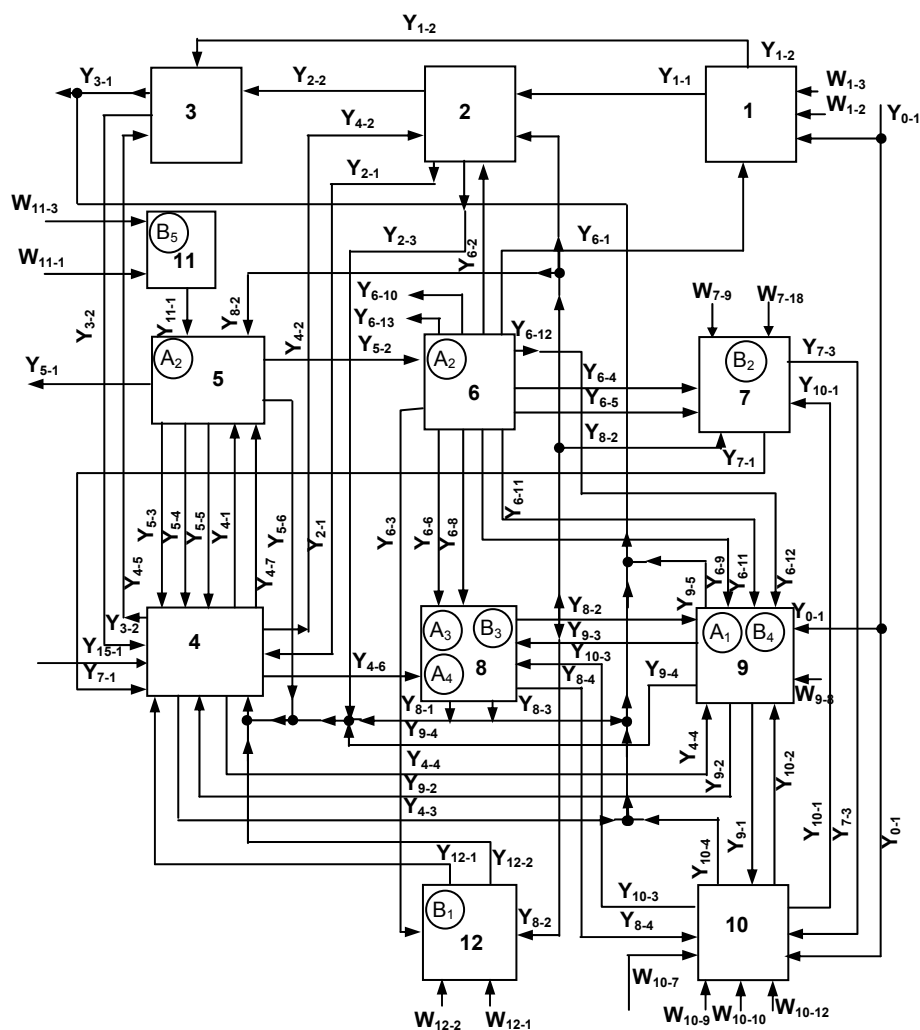 Y1-2
Y1-2
Y3-1
Y2-2
Y1-1
W1-3
W1-2
Y0-1
3
2
1
Y4-2
Y2-1
W11-3
B5
11
W11-1
Y2-3
Y6-2
Y6-1
Y3-2
Y11-1
Y8-2
Y4-2
Y6-10
Y6-13
Y6-12
W7-9
W7-18
Y5-1
A2
5
Y5-2
A2
6
Y6-4
Y6-5
B2
7
Y7-3
Y10-1
Y8-2
Y7-1
Y4-5
Y5-3
Y5-4
Y5-5
Y4-1
Y4-7
Y5-6
Y2-1
Y6-3
Y6-6
Y6-8
Y6-11
Y9-5
Y6-9
Y6-11
Y6-12
Y3-2
Y15-1
Y7-1
4
Y4-6
A3
B3
A4
8
Y8-2
Y9-3
Y10-3
Y8-4
A1
B4
9
Y0-1
W9-8
Y9-4
Y8-1
Y9-4
Y8-3
Y4-4
Y9-2
Y4-3
Y4-4
Y9-2
Y10-2
Y10-4
Y9-1
Y10-1
Y7-3
Y0-1
Y12-1
Y12-2
B1
12
Y8-2
Y10-3
Y8-4
10
W10-7
W12-2
W12-1
W10-9
W10-10
W10-12